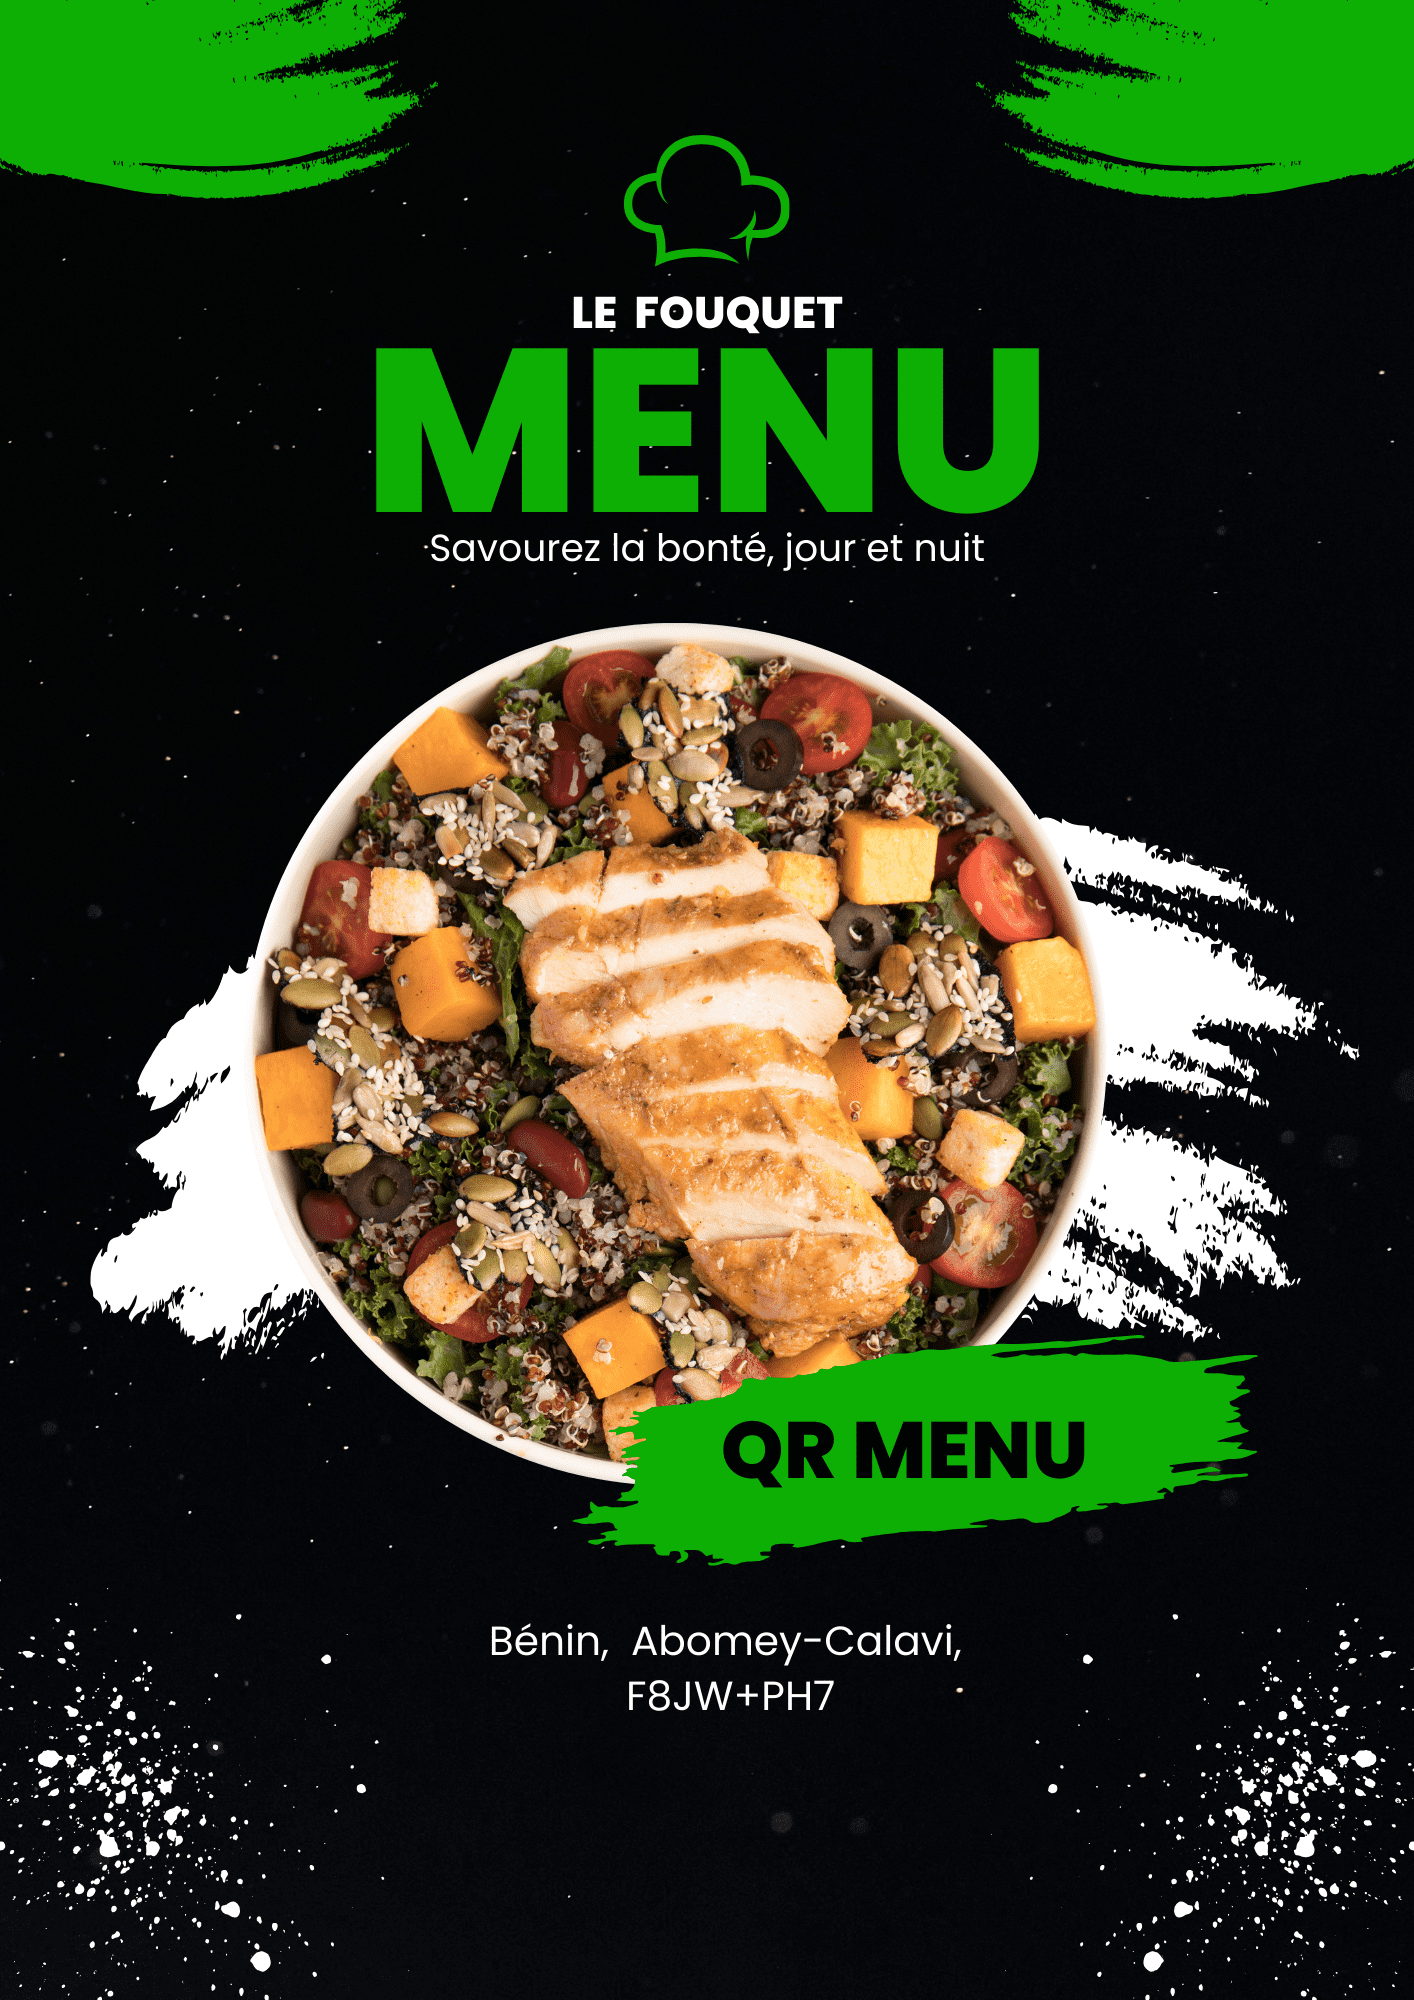 LE FOUQUET
MENU
Savourez la bonté, jour et nuit
QR MENU
Bénin, Abomey-Calavi,
F8JW+PH7